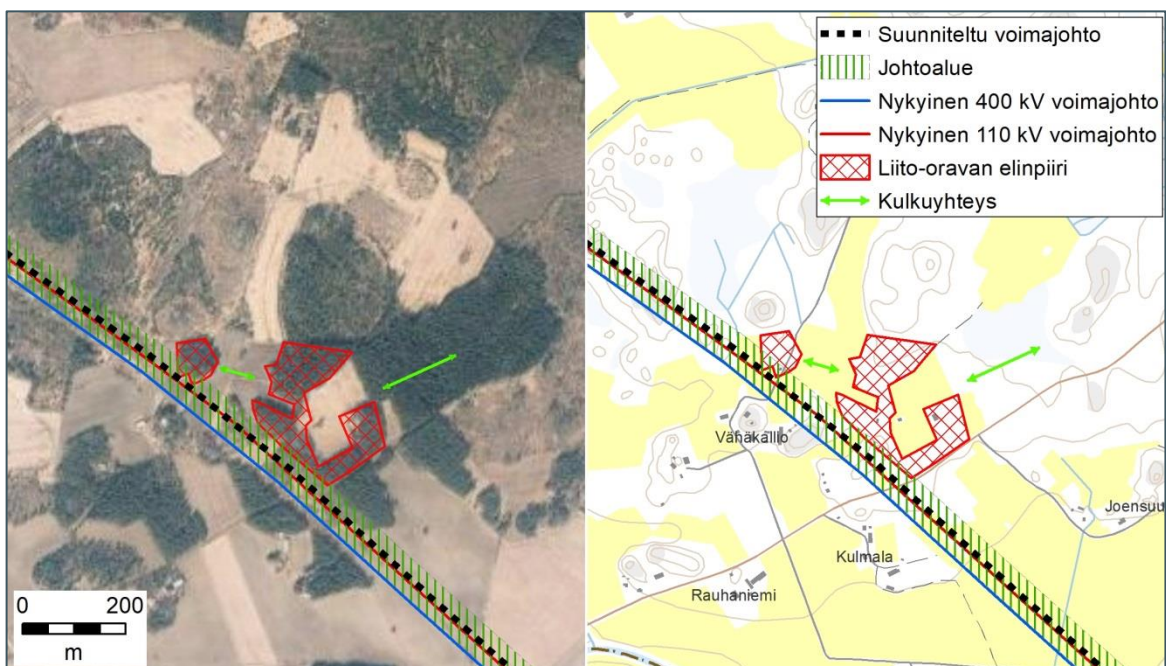 Suunniteltu voimajohto
Johtoalue
Nykyinen 400 kV voimajohto
Nykyinen 110 kV voimajohto
Liito-oravan elinpiiri
Kulkuyhteys
Vähäkallio
Joensuu
Kulmala
Rauhaniemi
0 200
m